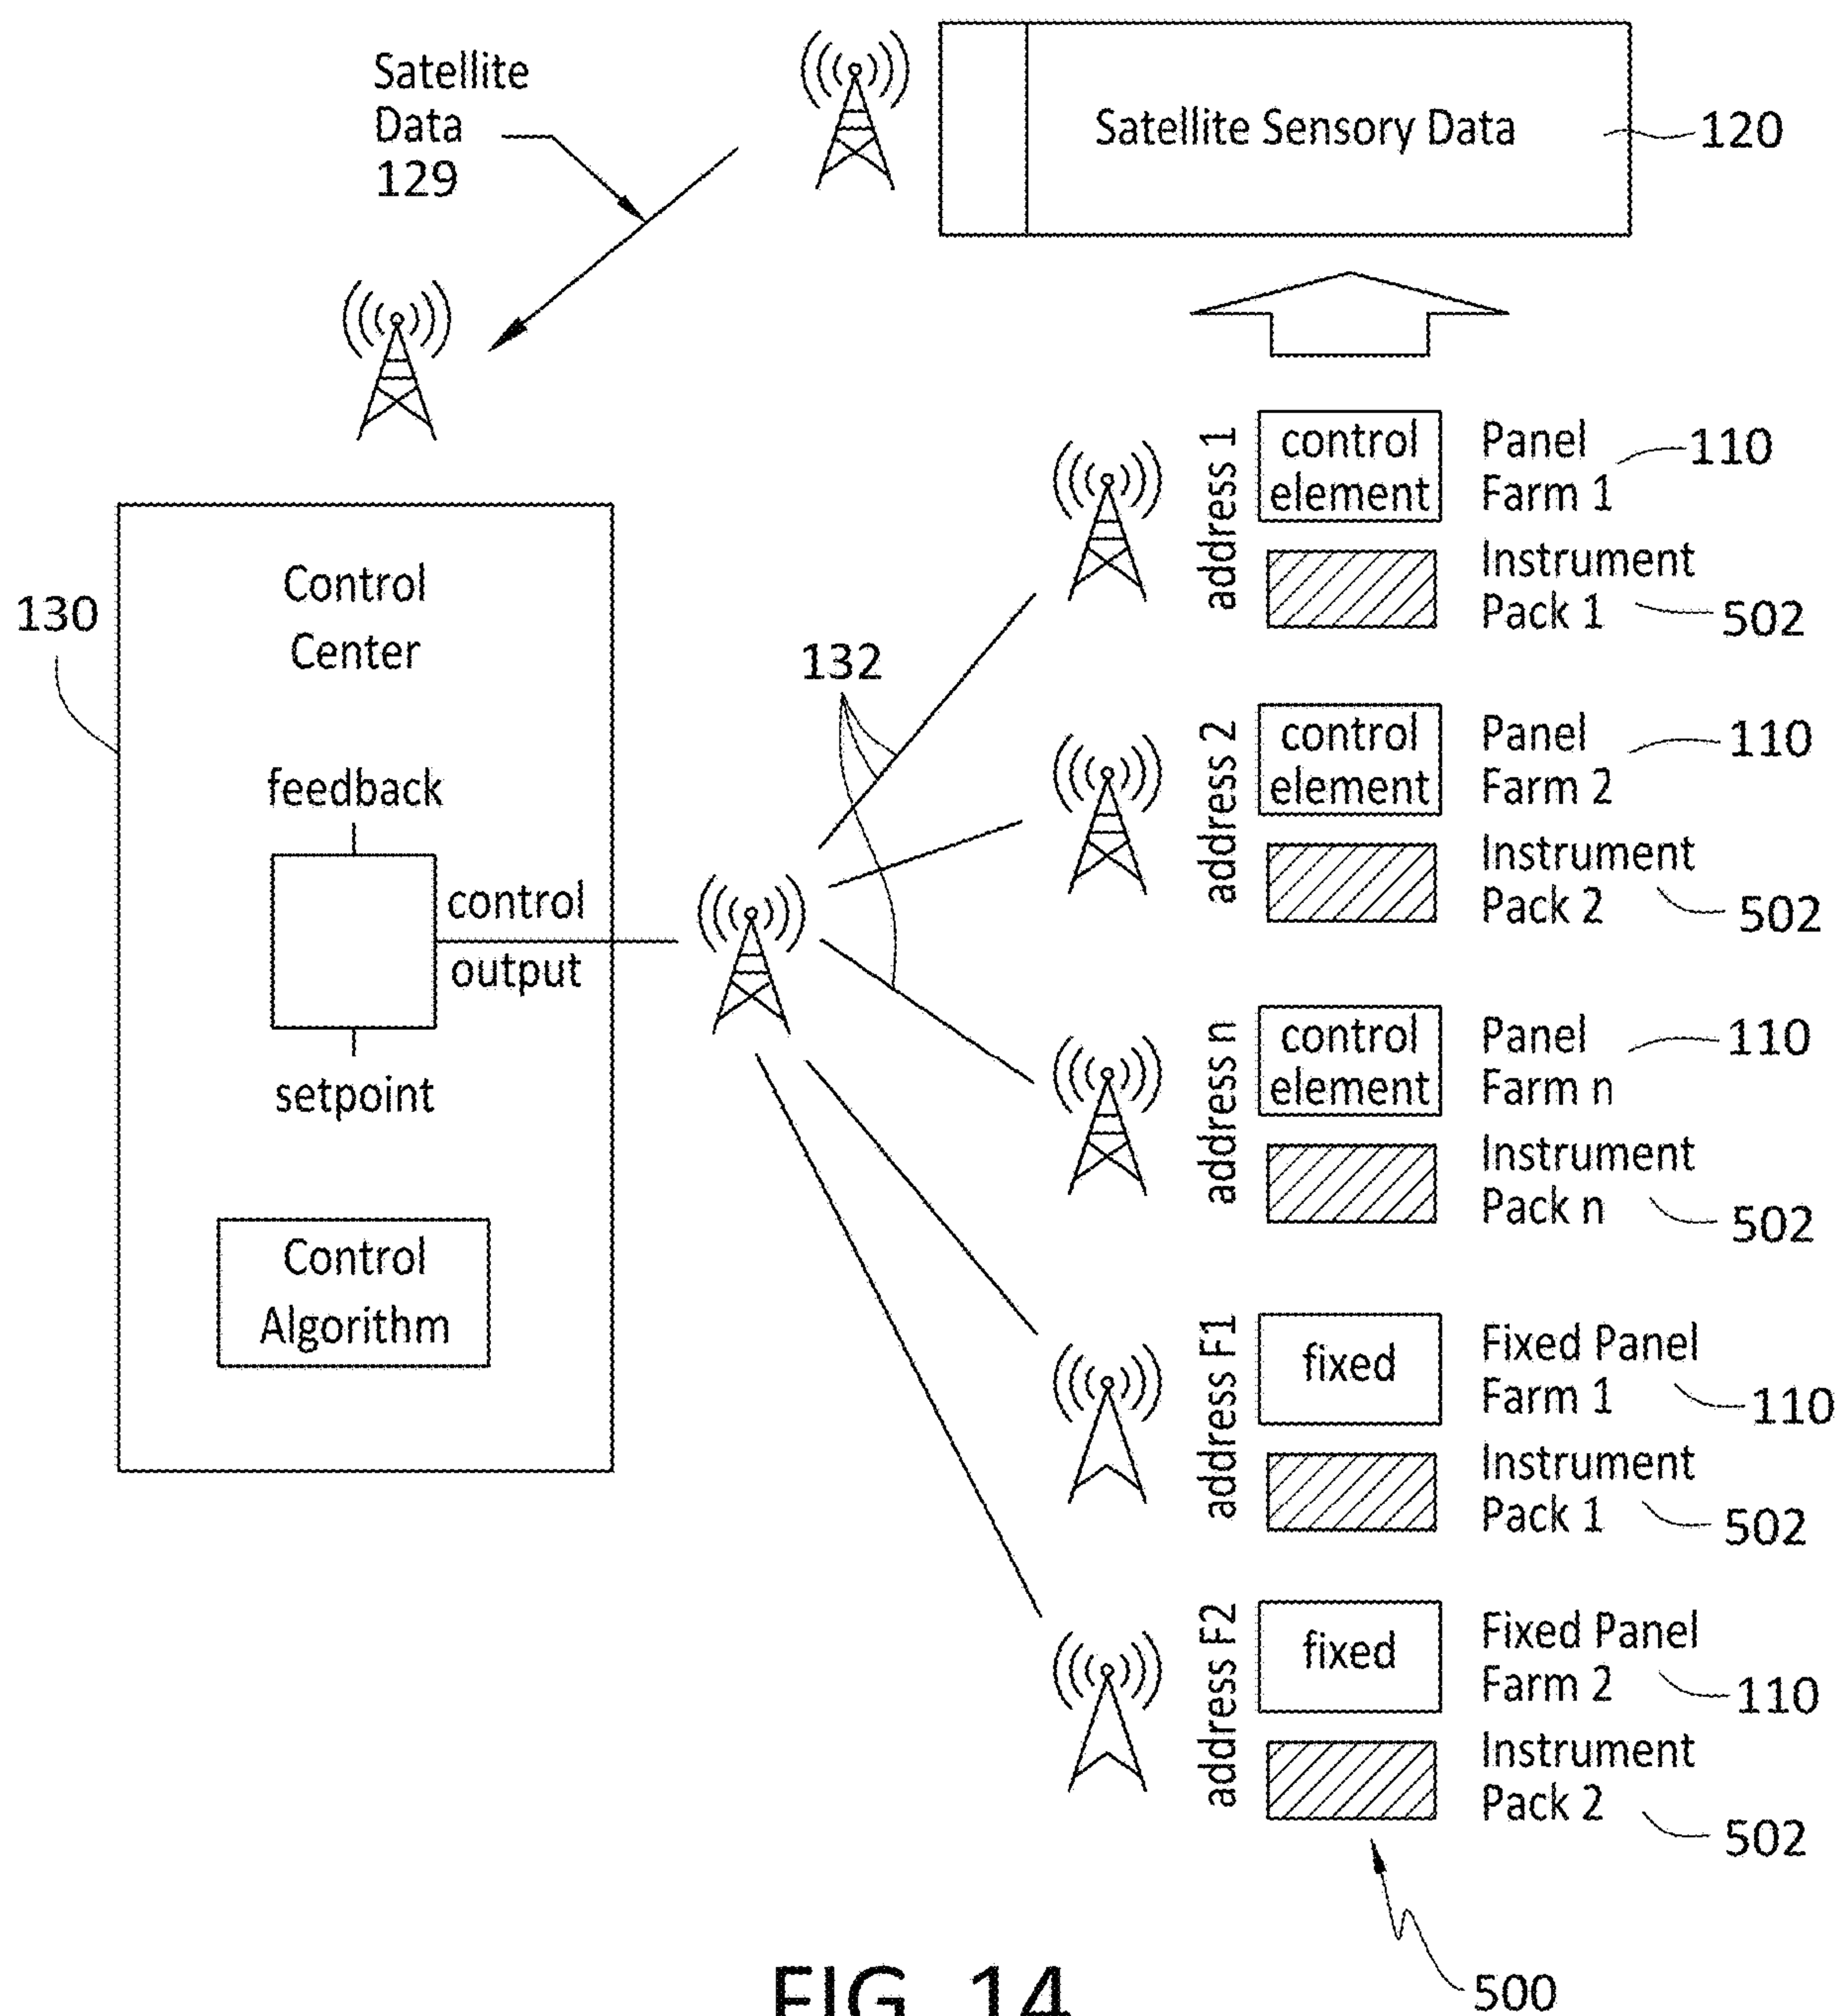 Satellite
Data
129
Satellite Sensory Data
120
130
Control
Center
feedback
control
output
setpoint
Control
Algorithm
132
address 1
control
element
Panel
Farm 1
110
Instrument
Pack 1
502
address 2
control
element
Panel
Farm 2
110
Instrument
Pack 2
502
address n
control
element
Panel
Farm n
110
Instrument
Pack n
502
address F1
fixed
Fixed Panel
Farm 1
110
Instrument
Pack 1
502
address F2
fixed
Fixed Panel
Farm 2
110
Instrument
Pack 2
502
500
FIG. 14